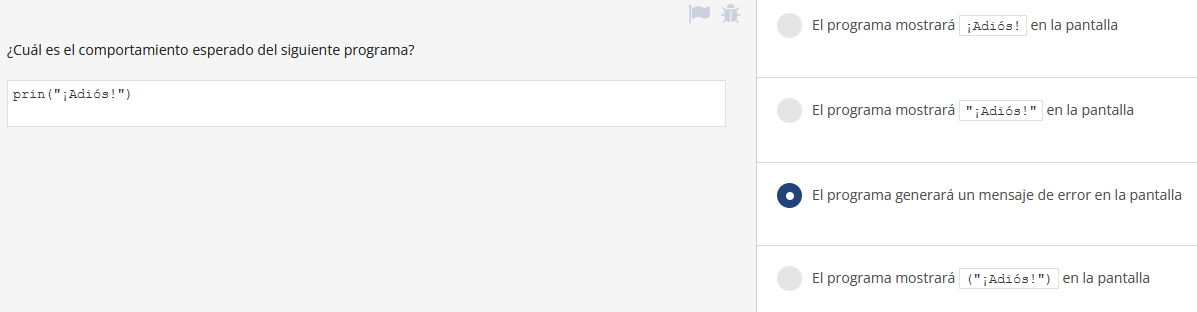 ¿Cuál es el comportamiento esperado del siguiente programa?
prin("¡Adiós!")
El programa mostrará ¡Adiós! en la pantalla
El programa mostrará "¡Adiós!" en la pantalla
El programa generará un mensaje de error en la pantalla
El programa mostrará ("¡Adiós!") en la pantalla